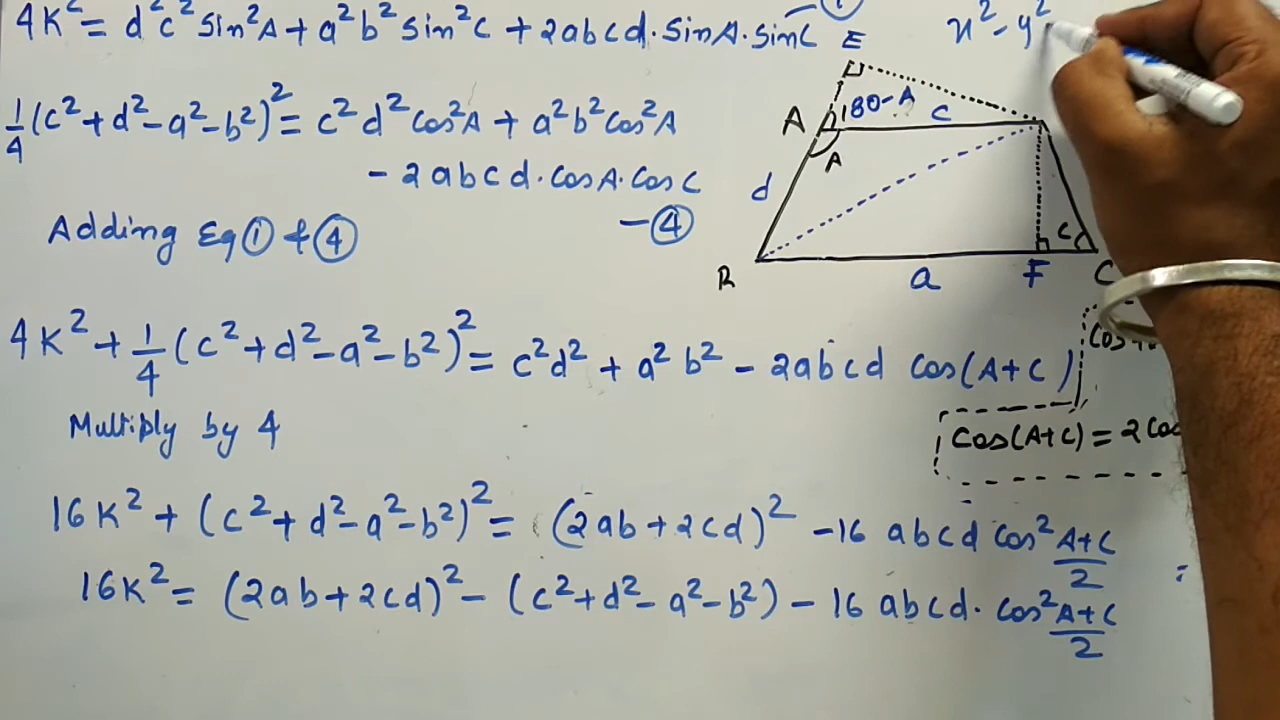 4K² = d²c² sin²A + a²b² sin²C + 2abcd·sinA·sinC
x² - y²
E
180-A
A
c
A
d
1/4 (c² + d² - a² - b²)² = c²d² cos²A + a²b² cos²A
- 2abcd·cosA·cosC
- ④
Adding Eq ① & ④
C
a
F
C
4K² + 1/4 (c² + d² - a² - b²)² = c²d² + a²b² - 2abcd cos(A+C)
Multiply by 4
cos(A+C) = 2
16K² + (c² + d² - a² - b²)² = (2ab + 2cd)² - 16 abcd cos² A+C/2
16K² = (2ab + 2cd)² - (c² + d² - a² - b²) - 16 abcd· cos² A+C/2